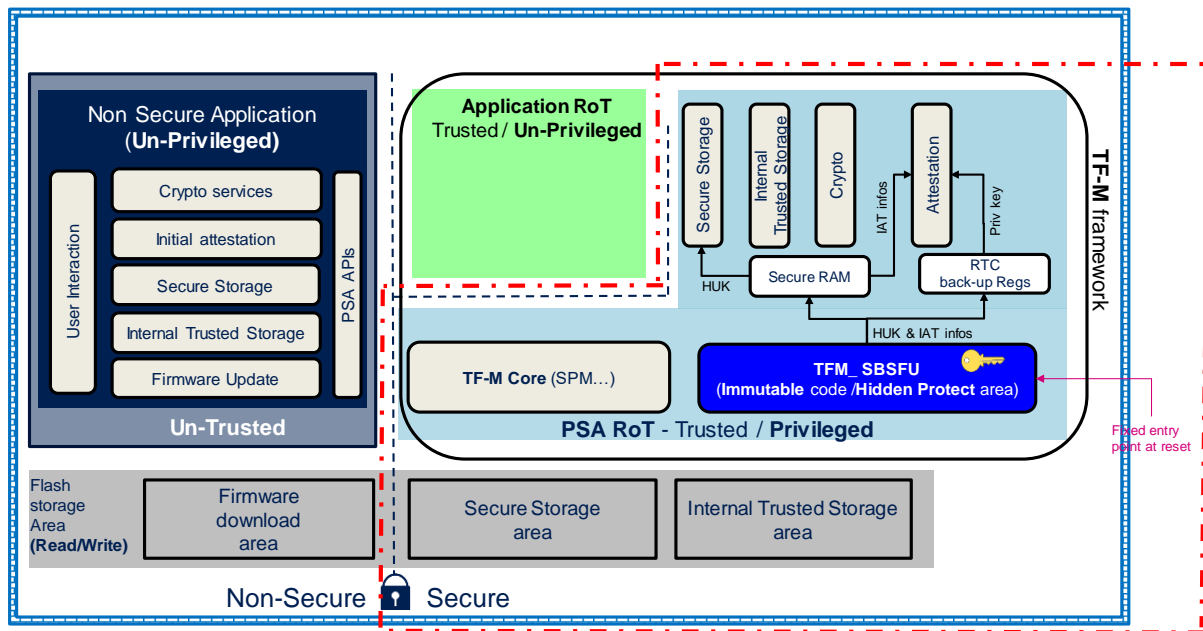 Non Secure Application
(Un-Privileged)
User Interaction
Crypto services
Initial attestation
Secure Storage
Internal Trusted Storage
Firmware Update
PSA APIs
Un-Trusted
Application RoT
Trusted / Un-Privileged
Secure Storage
Internal
Trusted Storage
Crypto
IAT infos
Attestation
Priv key
HUK
Secure RAM
RTC
back-up Regs
HUK & IAT infos
TF-M framework
TF-M Core (SPM...)
TFM_ SBSFU
(Immutable code /Hidden Protect area)
PSA RoT - Trusted / Privileged
Fixed entry
point at reset
Flash
storage
Area
(Read/Write)
Firmware
download
area
Secure Storage
area
Internal Trusted Storage
area
Non-Secure
Secure